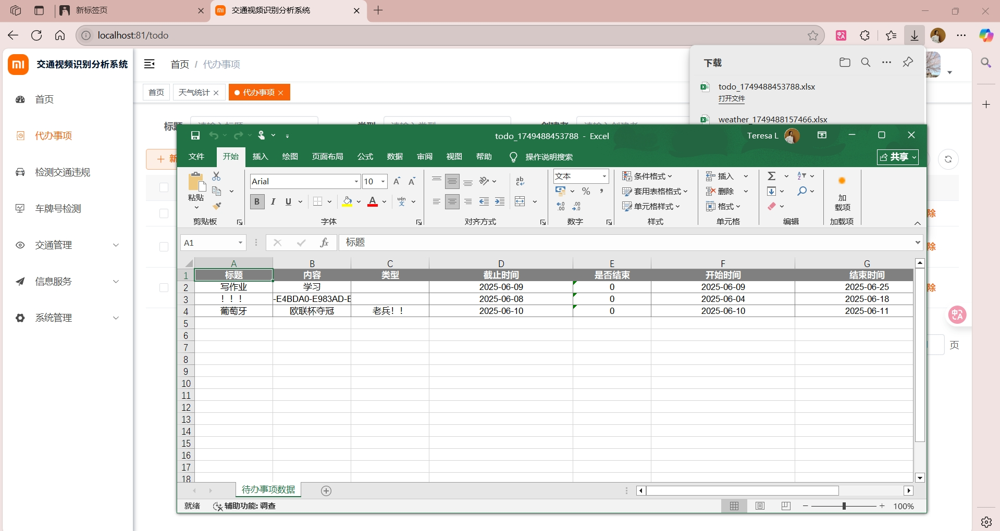 新标签页
交通视频识别分析系统
localhost:81/todo
交通视频识别分析系统
首页 / 代办事项
下载
首页
天气统计
代办事项
todo_1749488453788.xlsx
打开文件
weather_1749488157466.xlsx
首页
代办事项
检测交通违规
车牌号检测
交通管理
信息服务
系统管理
标题
todo_1749488453788 - Excel
Teresa L
文件
开始
插入
绘图
页面布局
公式
数据
审阅
视图
帮助
操作说明搜索
共享
粘贴
剪贴板
Arial
10
B I U
wén
文
字体
ab
对齐方式
文本
%
数字
条件格式
套用表格格式
单元格样式
样式
插入
删除
格式
单元格
编辑
加
载项
加载项
A1
fx
标题
A B C D E F G
1 标题 内容 类型 截止时间 是否结束 开始时间 结束时间
2 写作业 学习 2025-06-09 0 2025-06-09 2025-06-25
3 ！！！ -E4BDA0-E983AD-E 2025-06-08 0 2025-06-04 2025-06-18
4 葡萄牙 欧联杯夺冠 老兵！！ 2025-06-10 0 2025-06-10 2025-06-11
5
6
7
8
9
10
11
12
13
14
15
16
17
18
待办事项数据
就绪
辅助功能: 调查
100%
除
除
除
页